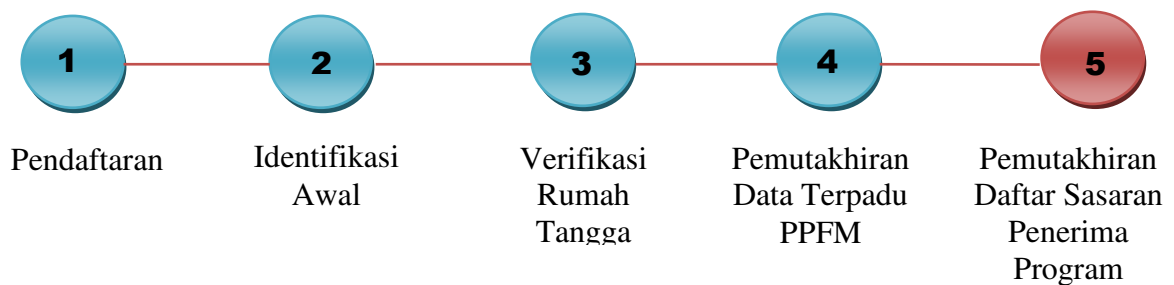 1
2
3
4
5
Pendaftaran
Identifikasi
Awal
Verifikasi
Rumah
Tangga
Pemutakhiran
Data Terpadu
PPFM
Pemutakhiran
Daftar Sasaran
Penerima
Program